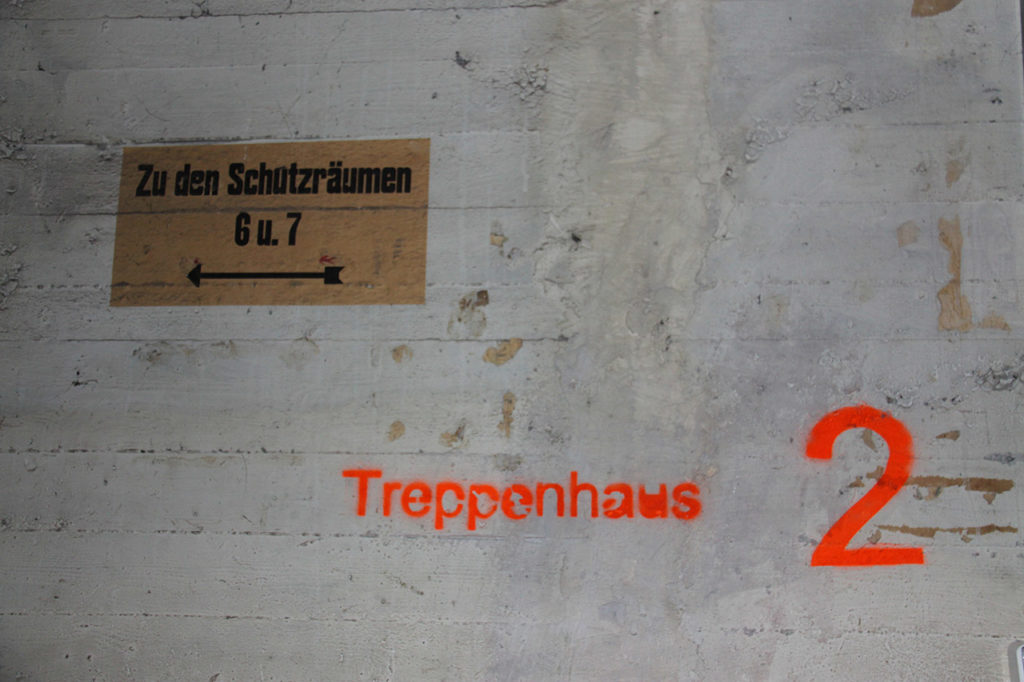 Zu den Schutzräumen
6 u. 7
Treppenhaus 2